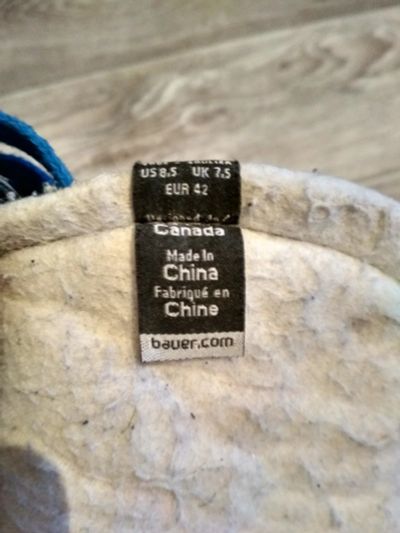 US 8.5 UK 7.5
EUR 42
Canada
Made In
China
Fabriqué en
Chine
bauer.com